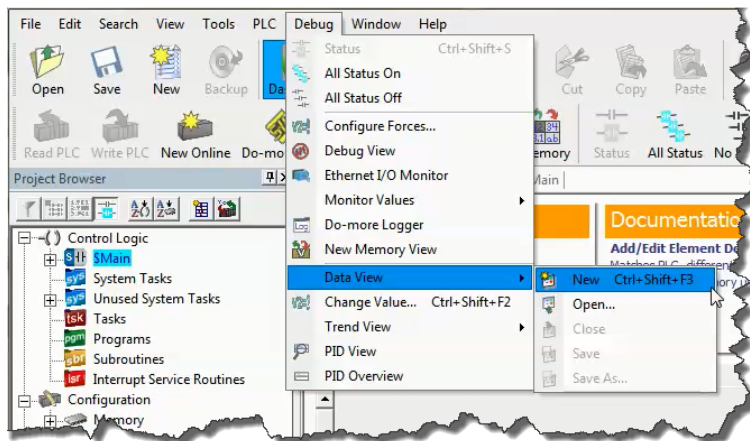 File Edit Search View Tools PLC Debug Window Help
Open Save New Backup
Cut Copy Paste
Read PLC Write PLC New Online Do-mo
emory Status All Status No
Status Ctrl+Shift+S
All Status On
All Status Off
Configure Forces...
Debug View
Ethernet I/O Monitor
Monitor Values
Do-more Logger
New Memory View
Data View
Change Value... Ctrl+Shift+F2
Trend View
PID View
PID Overview
New Ctrl+Shift+F3
Open...
Close
Save
Save As...
Project Browser
Control Logic
$Main
System Tasks
Unused System Tasks
Tasks
Programs
Subroutines
Interrupt Service Routines
Configuration
Memory
Main
Documentatio
Add/Edit Element De